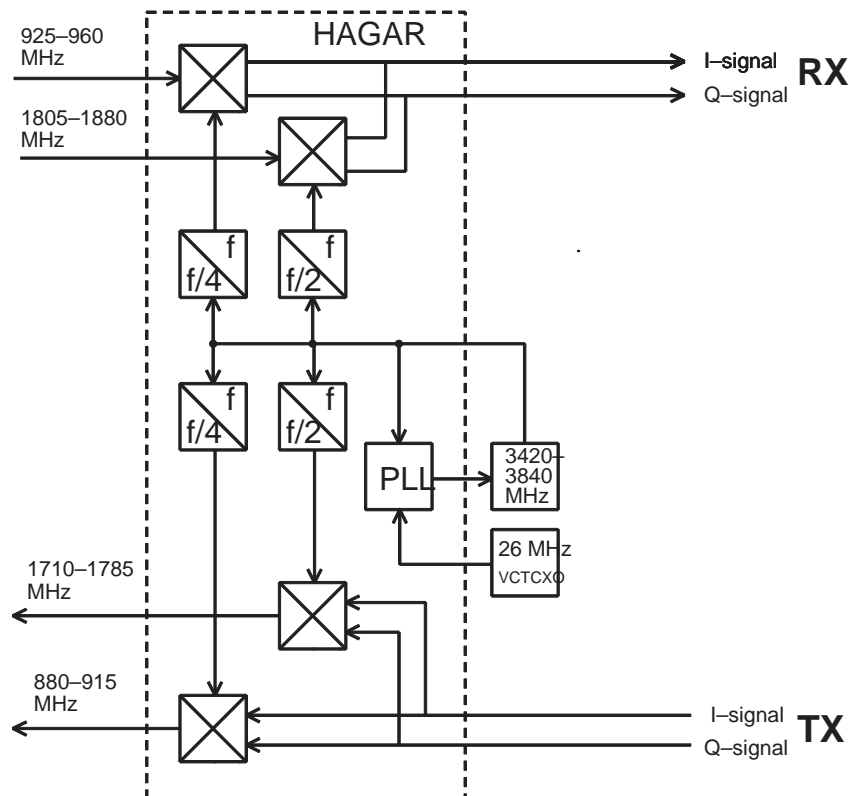 925–960
MHz
HAGAR
I–signal
RX
Q–signal
1805–1880
MHz
f
f/4
f
f/2
f
f/4
f
f/2
PLL
3420–
3840
MHz
26 MHz
VCTCXO
1710–1785
MHz
880–915
MHz
I–signal
TX
Q–signal